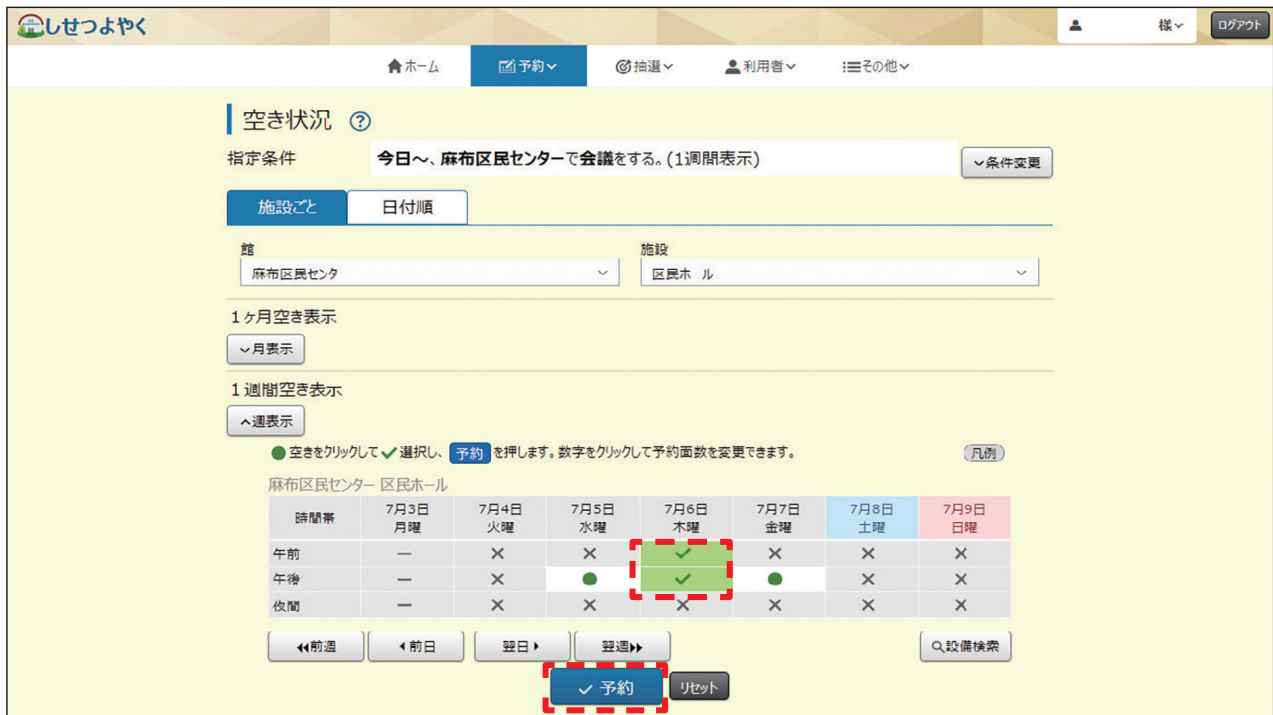 しせつよやく
様
ログアウト
ホーム 予約 抽選 利用者 その他
空き状況 ?
指定条件 今日～、麻布区民センターで会議をする。(1週間表示) 条件変更
施設ごと 日付順
館 施設
麻布区民センタ 区民ホ ル
1ヶ月空き表示
月表示
1週間空き表示
週表示
●空きをクリックして✓選択し、予約を押します。数字をクリックして予約面数を変更できます。 凡例
麻布区民センター 区民ホール
時間帯 7月3日 7月4日 7月5日 7月6日 7月7日 7月8日 7月9日
月曜 火曜 水曜 木曜 金曜 土曜 日曜
午前 ― × × ✓ × × ×
午後 ― × ● ✓ ● × ×
夜間 ― × × × × × ×
前週 前日 翌日 翌週 設備検索
✓ 予約 リセット